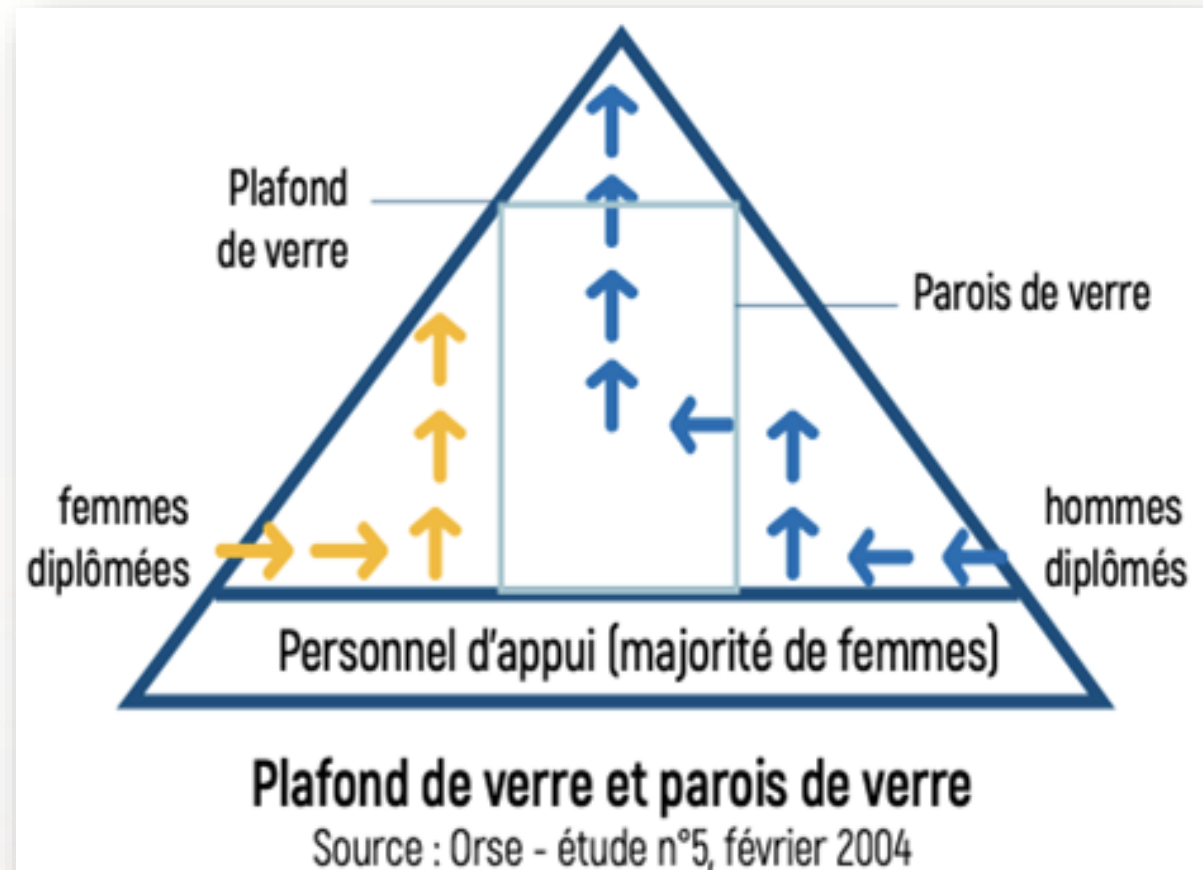 Plafond
de verre
Parois de verre
femmes
diplômées
hommes
diplômés
Personnel d'appui (majorité de femmes)
Plafond de verre et parois de verre
Source : Orse - étude n°5, février 2004